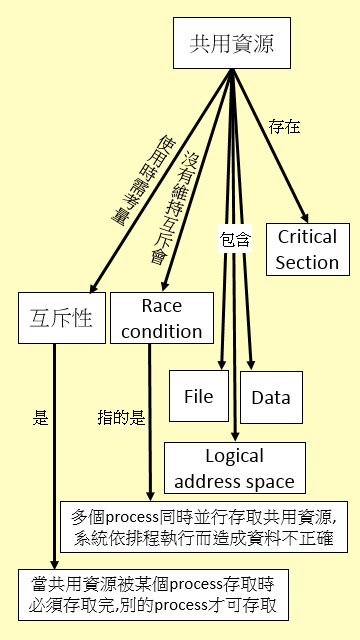 共用資源
使用時需考量
沒有維持互斥會
包含
存在
Critical
Section
互斥性
Race
condition
File
Data
Logical
address space
是
指的是
多個process同時並行存取共用資源,
系統依排程執行而造成資料不正確
當共用資源被某個process存取時
必須存取完,別的process才可存取